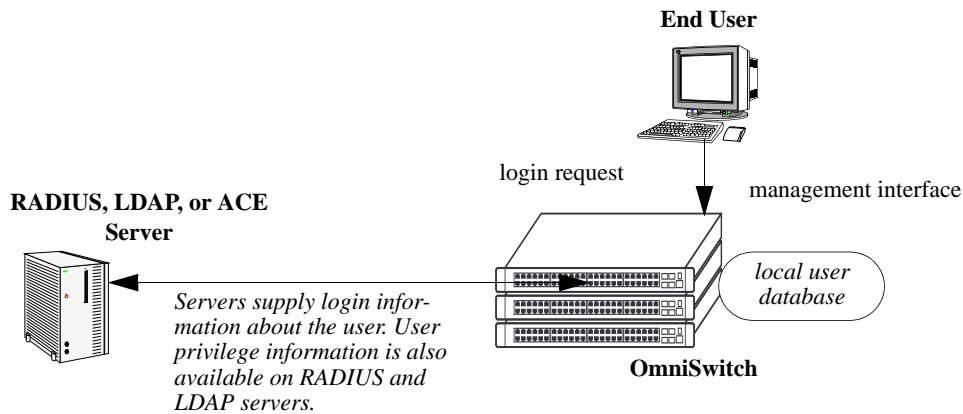 End User
login request
management interface
RADIUS, LDAP, or ACE
Server
local user
database
Servers supply login infor-
mation about the user. User
privilege information is also
available on RADIUS and
LDAP servers.
OmniSwitch